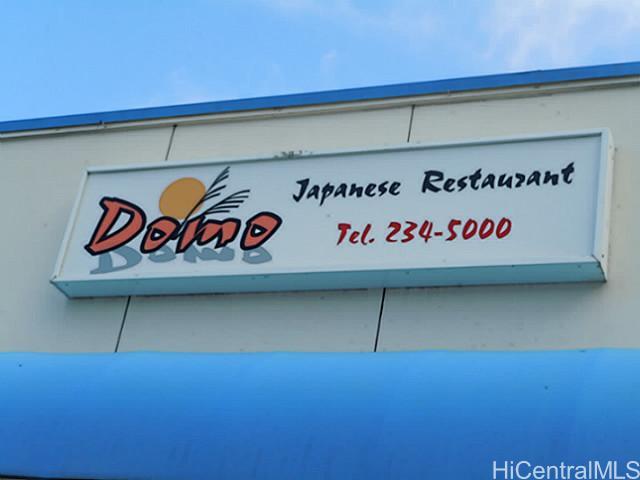 Domo
Japanese Restaurant
Tel. 234-5000
HiCentralMLS